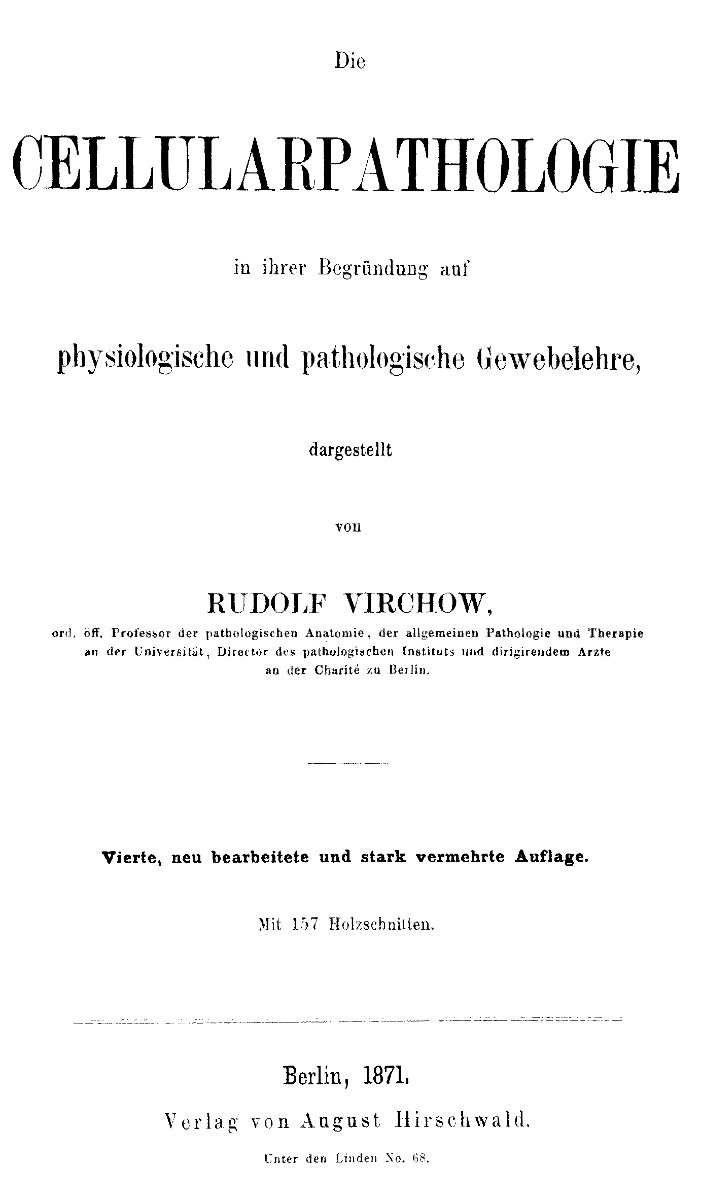 Die
CELLULARPATHOLOGIE
in ihrer Begründung auf
physiologische und pathologische Gewebelehre,
dargestellt
von
RUDOLF VIRCHOW,
ord. öff. Professor der pathologischen Anatomie, der allgemeinen Pathologie und Therapie
an der Universität, Director des pathologischen Instituts und dirigirendem Arzte
an der Charité zu Berlin.
Vierte, neu bearbeitete und stark vermehrte Auflage.
Mit 157 Holzschnitten.
Berlin, 1871.
Verlag von August Hirschwald.
Unter den Linden No. 68.